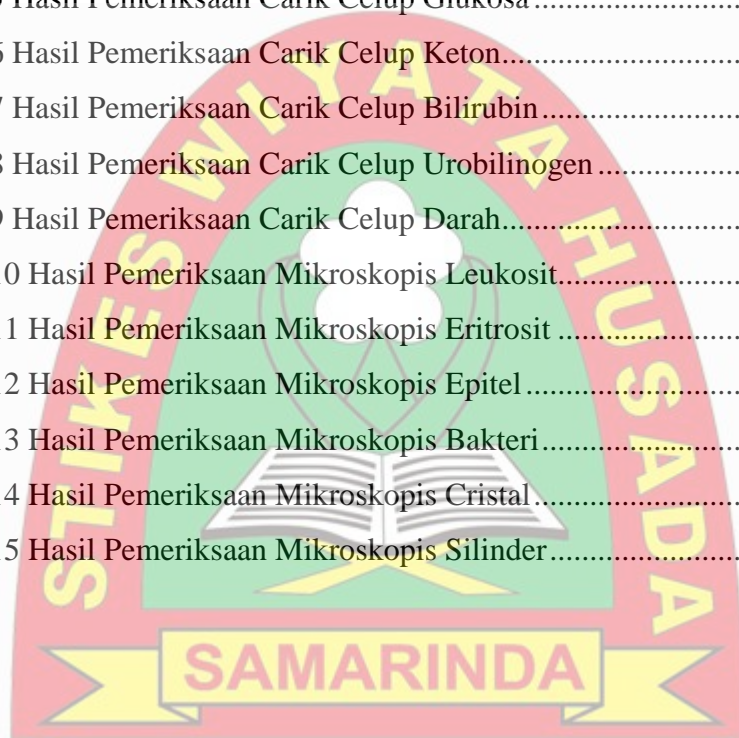 5 Hasil Pemeriksaan Carik Celup Glukosa
6 Hasil Pemeriksaan Carik Celup Keton
7 Hasil Pemeriksaan Carik Celup Bilirubin
8 Hasil Pemeriksaan Carik Celup Urobilinogen
9 Hasil Pemeriksaan Carik Celup Darah
10 Hasil Pemeriksaan Mikroskopis Leukosit
11 Hasil Pemeriksaan Mikroskopis Eritrosit
12 Hasil Pemeriksaan Mikroskopis Epitel
13 Hasil Pemeriksaan Mikroskopis Bakteri
14 Hasil Pemeriksaan Mikroskopis Cristal
15 Hasil Pemeriksaan Mikroskopis Silinder
STIKES WIYATA HUSADA
SAMARINDA